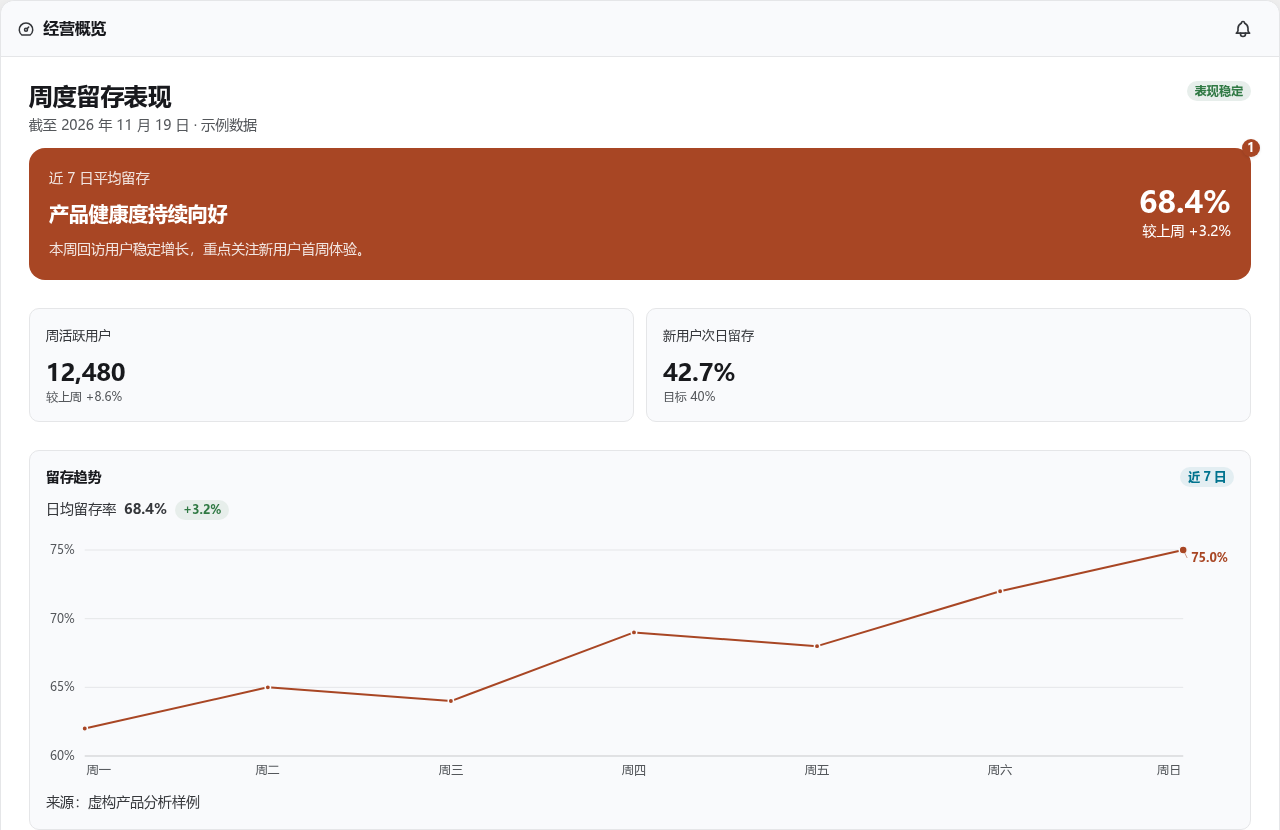 经营概览
周度留存表现
表现稳定
截至 2026 年 11 月 19 日 · 示例数据
1
近 7 日平均留存
产品健康度持续向好
本周回访用户稳定增长，重点关注新用户首周体验。
68.4%
较上周 +3.2%
周活跃用户
12,480
较上周 +8.6%
新用户次日留存
42.7%
目标 40%
留存趋势
近 7 日
日均留存率 68.4% +3.2%
75%
75.0%
70%
65%
60%
周一 周二 周三 周四 周五 周六 周日
来源：虚构产品分析样例